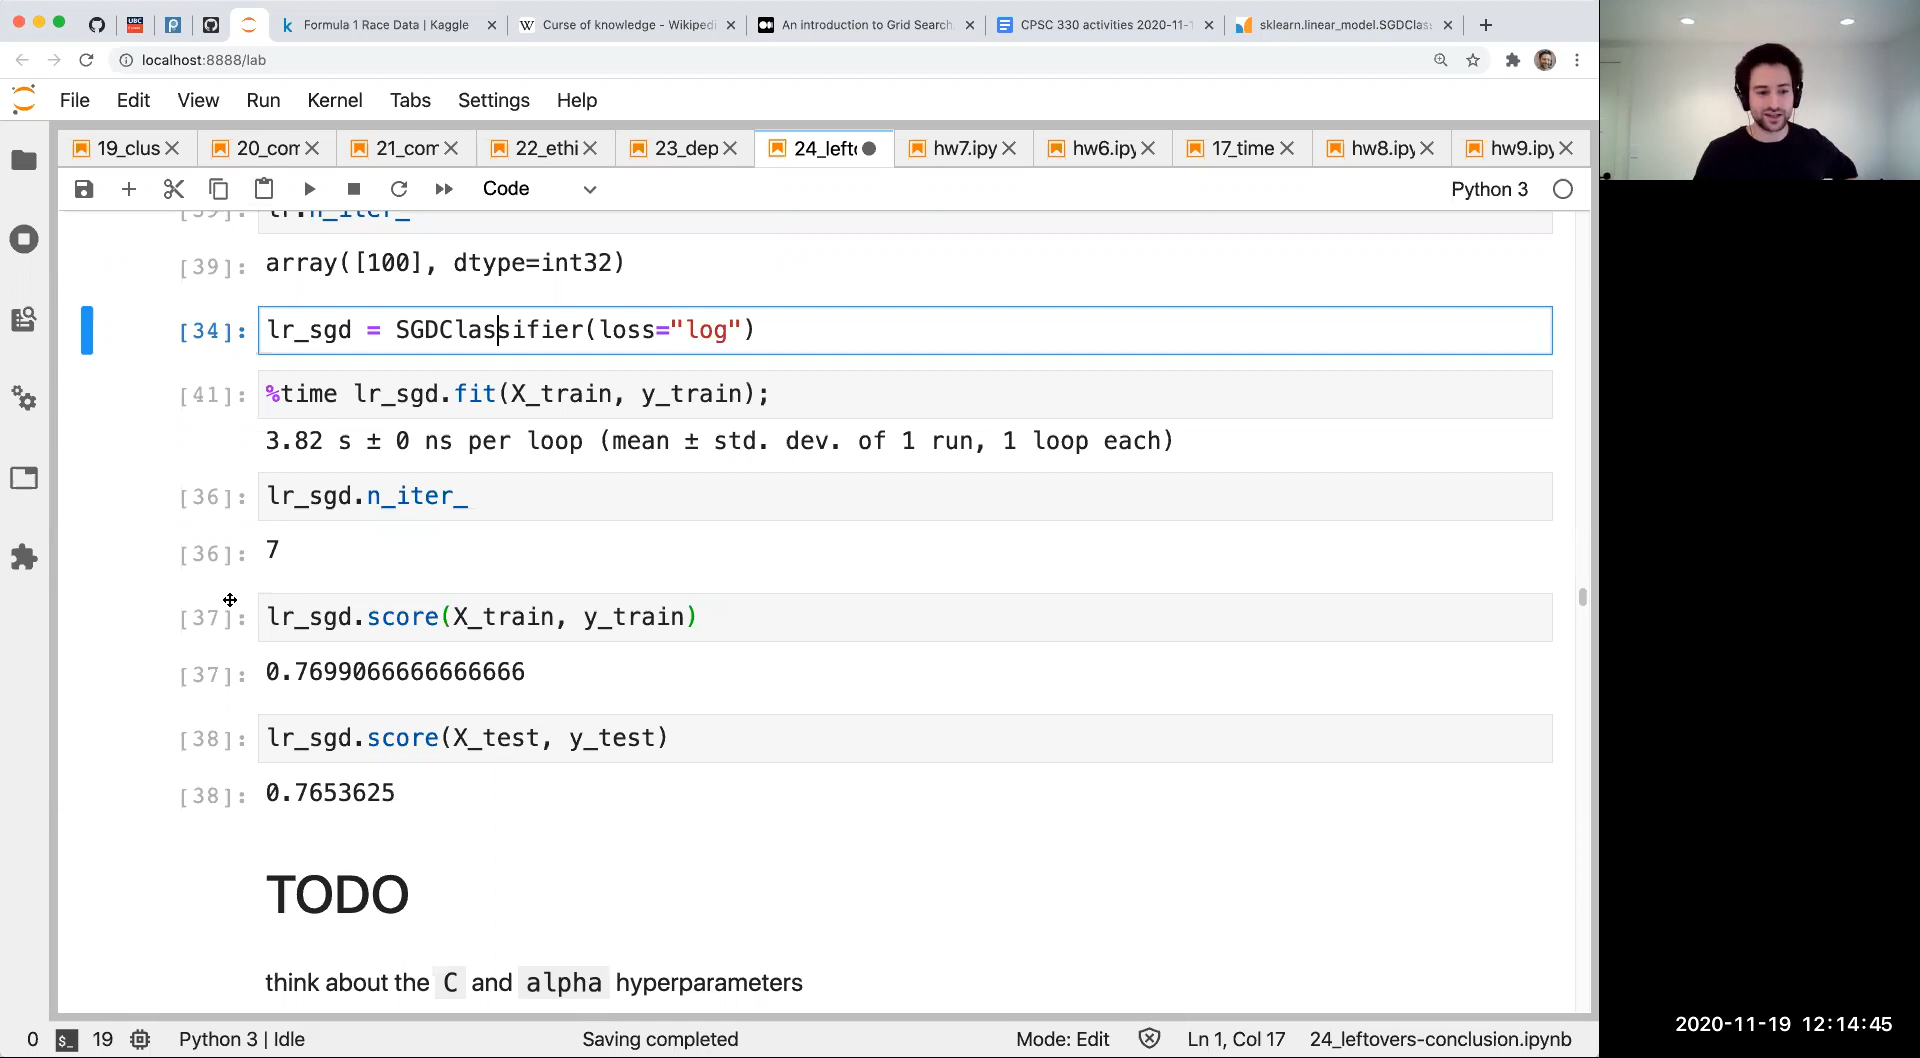 Formula 1 Race Data | Kaggle
Curse of knowledge - Wikipedi
An introduction to Grid Search
CPSC 330 activities 2020-11-1
sklearn.linear_model.SGDClas
localhost:8888/lab
File Edit View Run Kernel Tabs Settings Help
19_clus 20_com 21_com 22_ethi 23_dep 24_lefto hw7.ipy hw6.ipy 17_time hw8.ipy hw9.ipy
Code Python 3
[39]: lr.n_iter_
[39]: array([100], dtype=int32)
[34]: lr_sgd = SGDClassifier(loss="log")
[41]: %time lr_sgd.fit(X_train, y_train);
3.82 s ± 0 ns per loop (mean ± std. dev. of 1 run, 1 loop each)
[36]: lr_sgd.n_iter_
[36]: 7
[37]: lr_sgd.score(X_train, y_train)
[37]: 0.7699066666666666
[38]: lr_sgd.score(X_test, y_test)
[38]: 0.7653625
TODO
think about the C and alpha hyperparameters
0 $_ 19 Python 3 | Idle Saving completed Mode: Edit Ln 1, Col 17 24_leftovers-conclusion.ipynb
2020-11-19 12:14:45